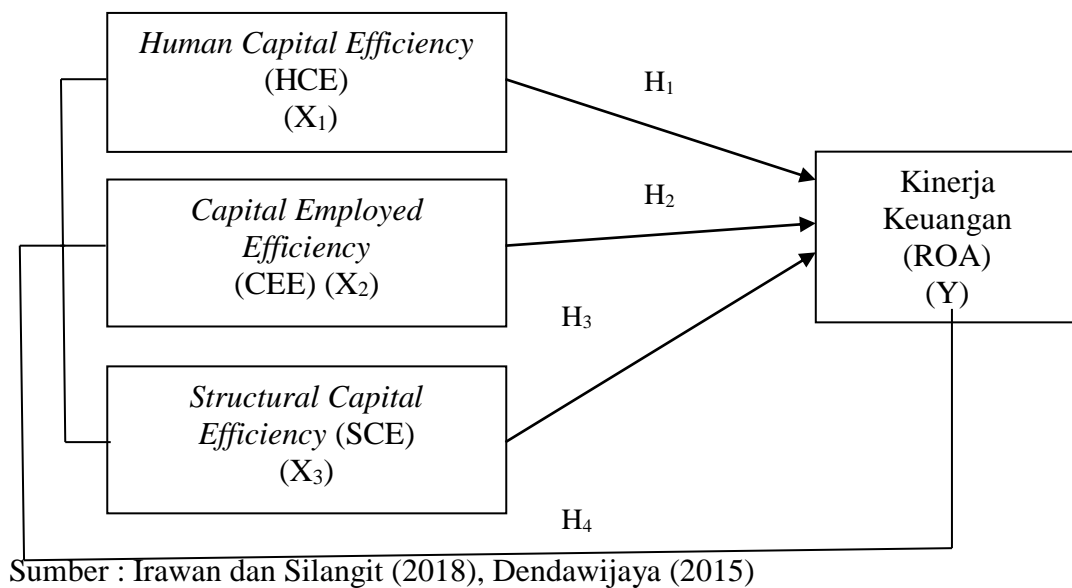 Human Capital Efficiency
(HCE)
(X₁)
H₁
Capital Employed
Efficiency
(CEE) (X₂)
H₂
Kinerja
Keuangan
(ROA)
(Y)
H₃
Structural Capital
Efficiency (SCE)
(X₃)
H₄
Sumber : Irawan dan Silangit (2018), Dendawijaya (2015)